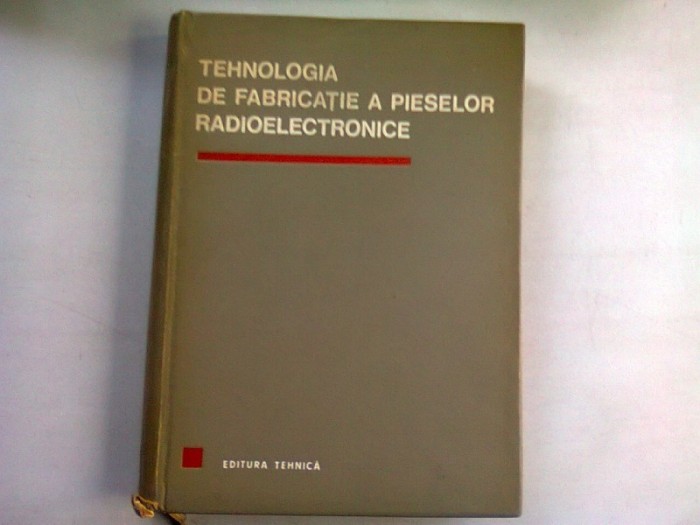 TEHNOLOGIA
DE FABRICAȚIE A PIESELOR
RADIOELECTRONICE
EDITURA TEHNICĂ